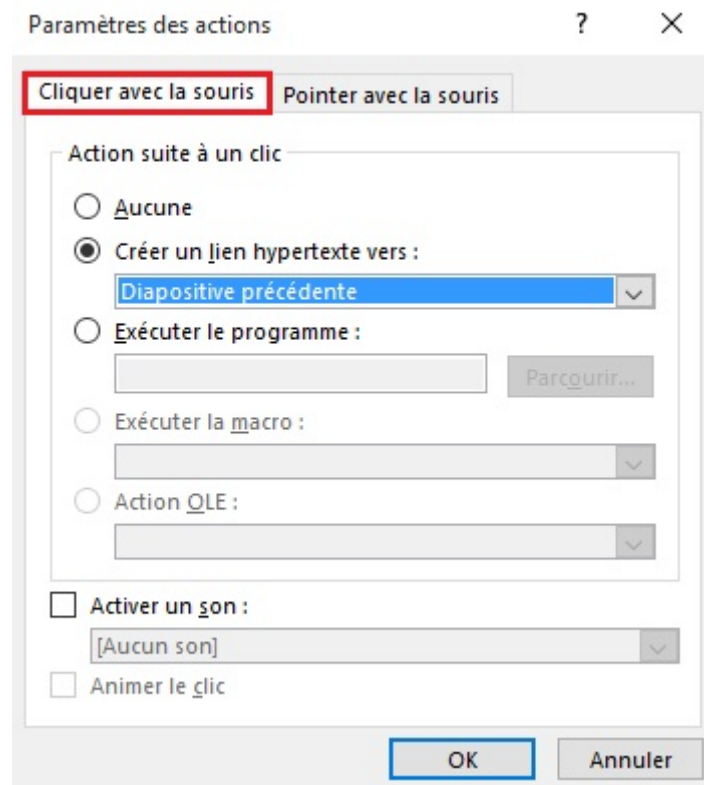 Paramètres des actions ?
Cliquer avec la souris Pointer avec la souris
Action suite à un clic
Aucune
Créer un lien hypertexte vers :
Diapositive précédente
Exécuter le programme :
Parcourir...
Exécuter la macro :
Action OLE :
Activer un son :
[Aucun son]
Animer le clic
OK Annuler